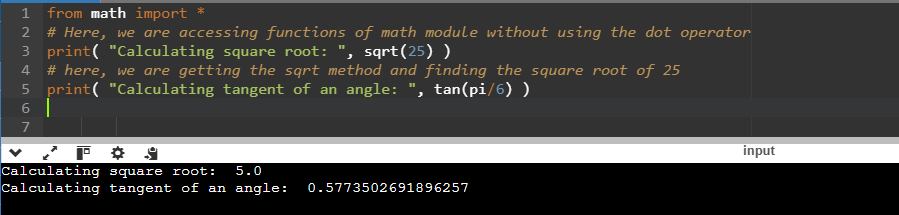 1 from math import *
2 # Here, we are accessing functions of math module without using the dot operator
3 print( "Calculating square root: ", sqrt(25) )
4 # here, we are getting the sqrt method and finding the square root of 25
5 print( "Calculating tangent of an angle: ", tan(pi/6) )
6
7
input
Calculating square root:  5.0
Calculating tangent of an angle:  0.5773502691896257